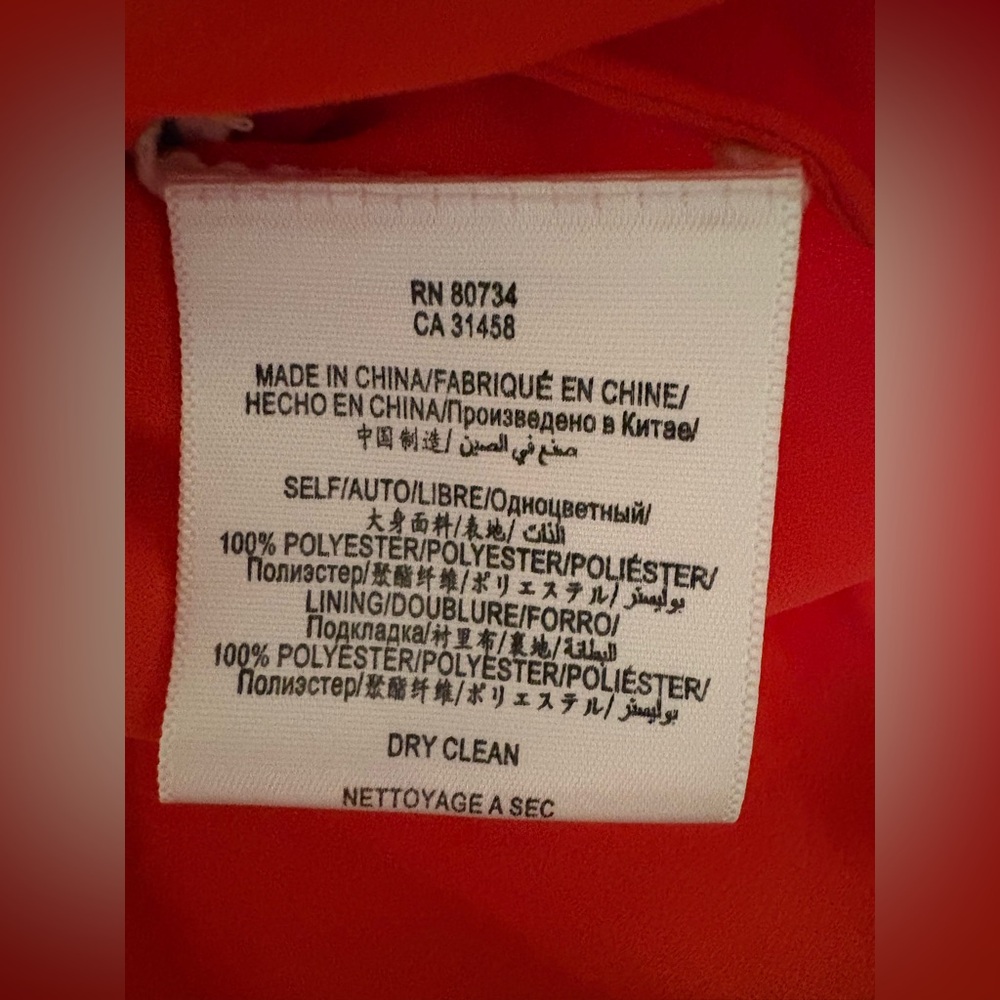 RN 80734
CA 31458
MADE IN CHINA/FABRIQUÉ EN CHINE/
HECHO EN CHINA/Произведено в Китае/
中国制造/ صنع في الصين
SELF/AUTO/LIBRE/Одноцветный/
大身面料/表地/ الذات
100% POLYESTER/POLYESTER/POLIÉSTER/
Полиэстер/聚酯纤维/ポリエステル/ بوليستر
LINING/DOUBLURE/FORRO/
Подкладка/衬里布/裏地/ للبطانة
100% POLYESTER/POLYESTER/POLIÉSTER/
Полиэстер/聚酯纤维/ポリエステル/ بوليستر
DRY CLEAN
NETTOYAGE A SEC